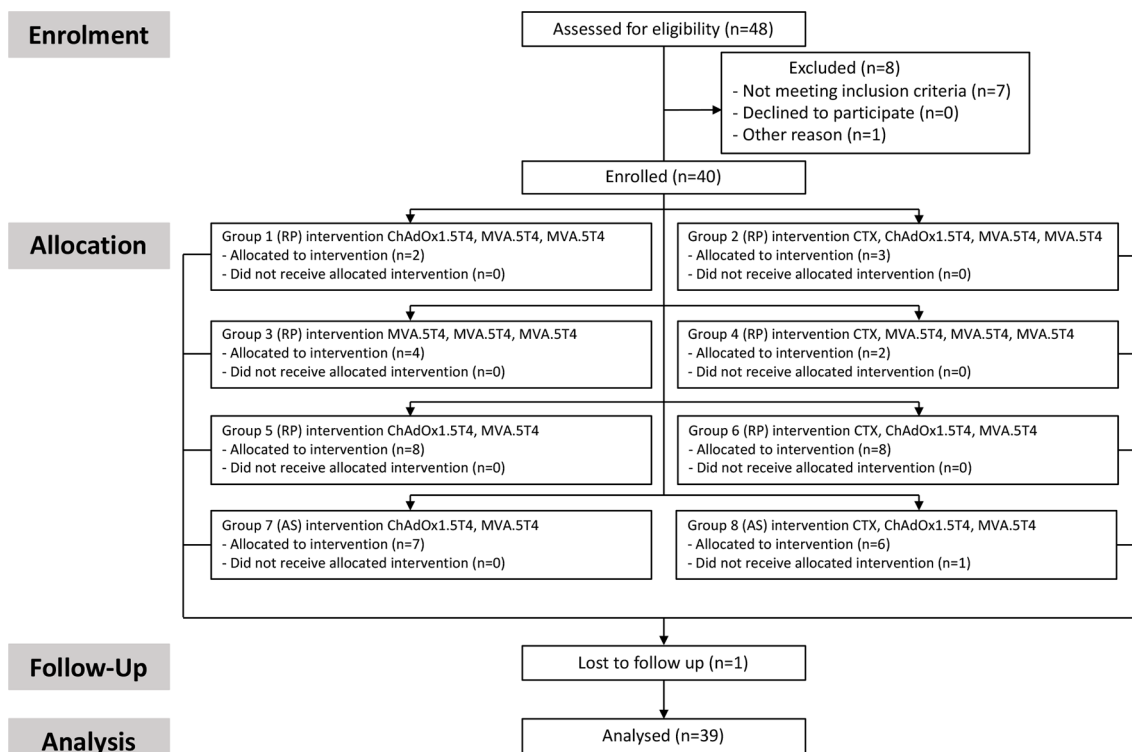 Enrolment
Assessed for eligibility (n=48)
Excluded (n=8)
- Not meeting inclusion criteria (n=7)
- Declined to participate (n=0)
- Other reason (n=1)
Enrolled (n=40)
Allocation
Group 1 (RP) intervention ChAdOx1.5T4, MVA.5T4, MVA.5T4
- Allocated to intervention (n=2)
- Did not receive allocated intervention (n=0)
Group 2 (RP) intervention CTX, ChAdOx1.5T4, MVA.5T4, MVA.5T4
- Allocated to intervention (n=3)
- Did not receive allocated intervention (n=0)
Group 3 (RP) intervention MVA.5T4, MVA.5T4, MVA.5T4
- Allocated to intervention (n=4)
- Did not receive allocated intervention (n=0)
Group 4 (RP) intervention CTX, MVA.5T4, MVA.5T4, MVA.5T4
- Allocated to intervention (n=2)
- Did not receive allocated intervention (n=0)
Group 5 (RP) intervention ChAdOx1.5T4, MVA.5T4
- Allocated to intervention (n=8)
- Did not receive allocated intervention (n=0)
Group 6 (RP) intervention CTX, ChAdOx1.5T4, MVA.5T4
- Allocated to intervention (n=8)
- Did not receive allocated intervention (n=0)
Group 7 (AS) intervention ChAdOx1.5T4, MVA.5T4
- Allocated to intervention (n=7)
- Did not receive allocated intervention (n=0)
Group 8 (AS) intervention CTX, ChAdOx1.5T4, MVA.5T4
- Allocated to intervention (n=6)
- Did not receive allocated intervention (n=1)
Follow-Up
Lost to follow up (n=1)
Analysis
Analysed (n=39)